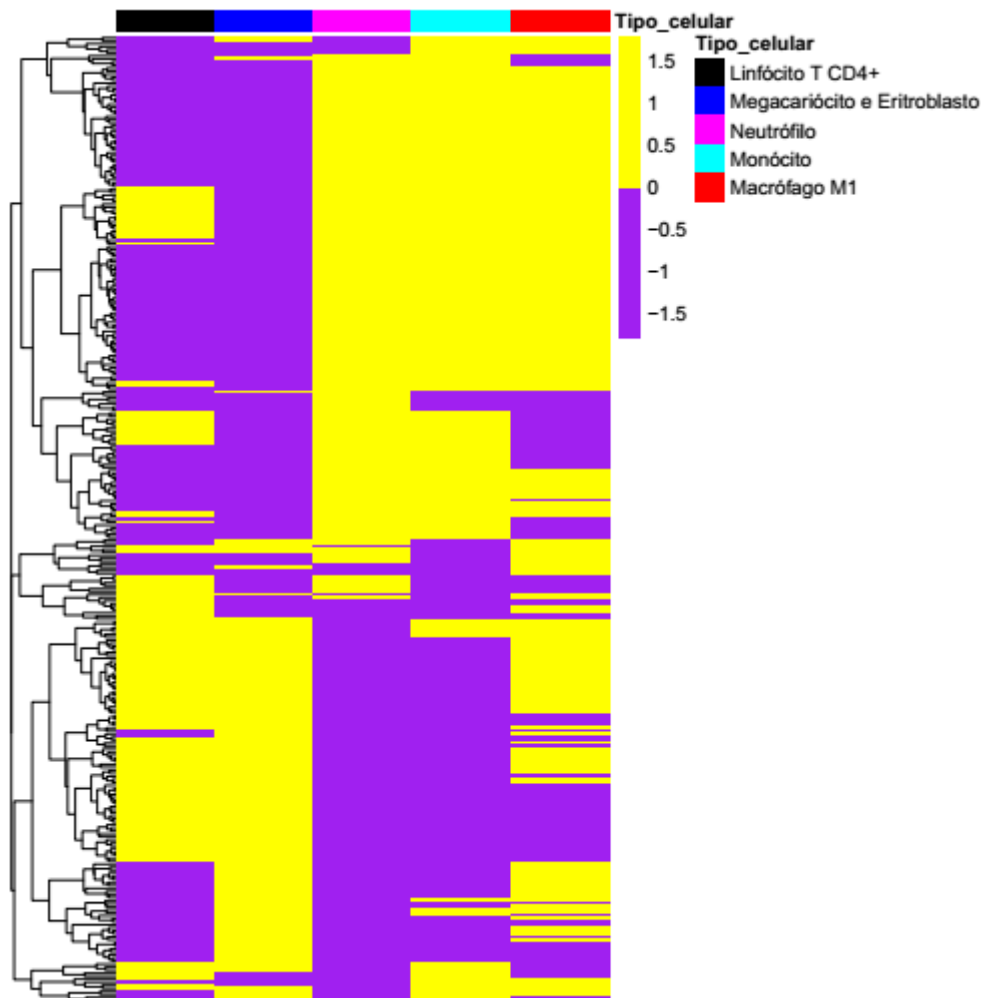 Tipo_celular
1.5
1
0.5
0
−0.5
−1
−1.5
Tipo_celular
Linfócito T CD4+
Megacariócito e Eritroblasto
Neutrófilo
Monócito
Macrófago M1